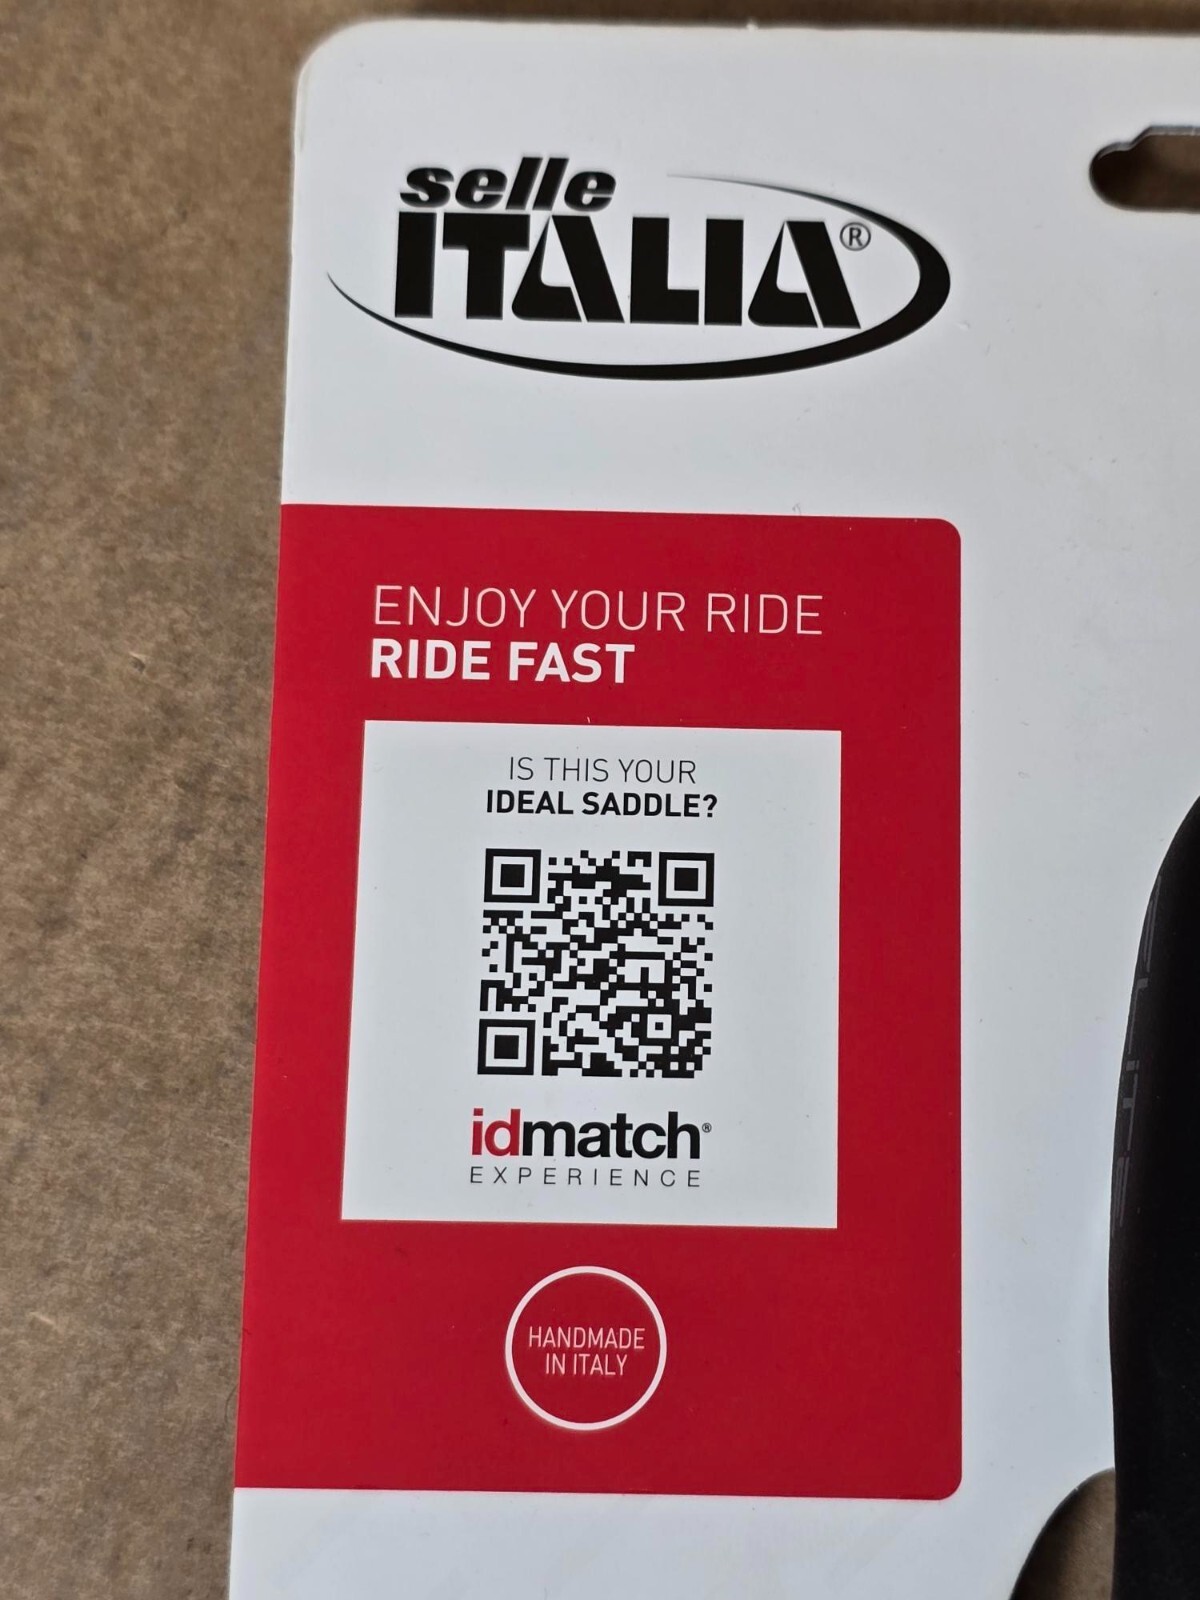 selle
ITALIA®
ENJOY YOUR RIDE
RIDE FAST
IS THIS YOUR
IDEAL SADDLE?
idmatch®
EXPERIENCE
HANDMADE
IN ITALY